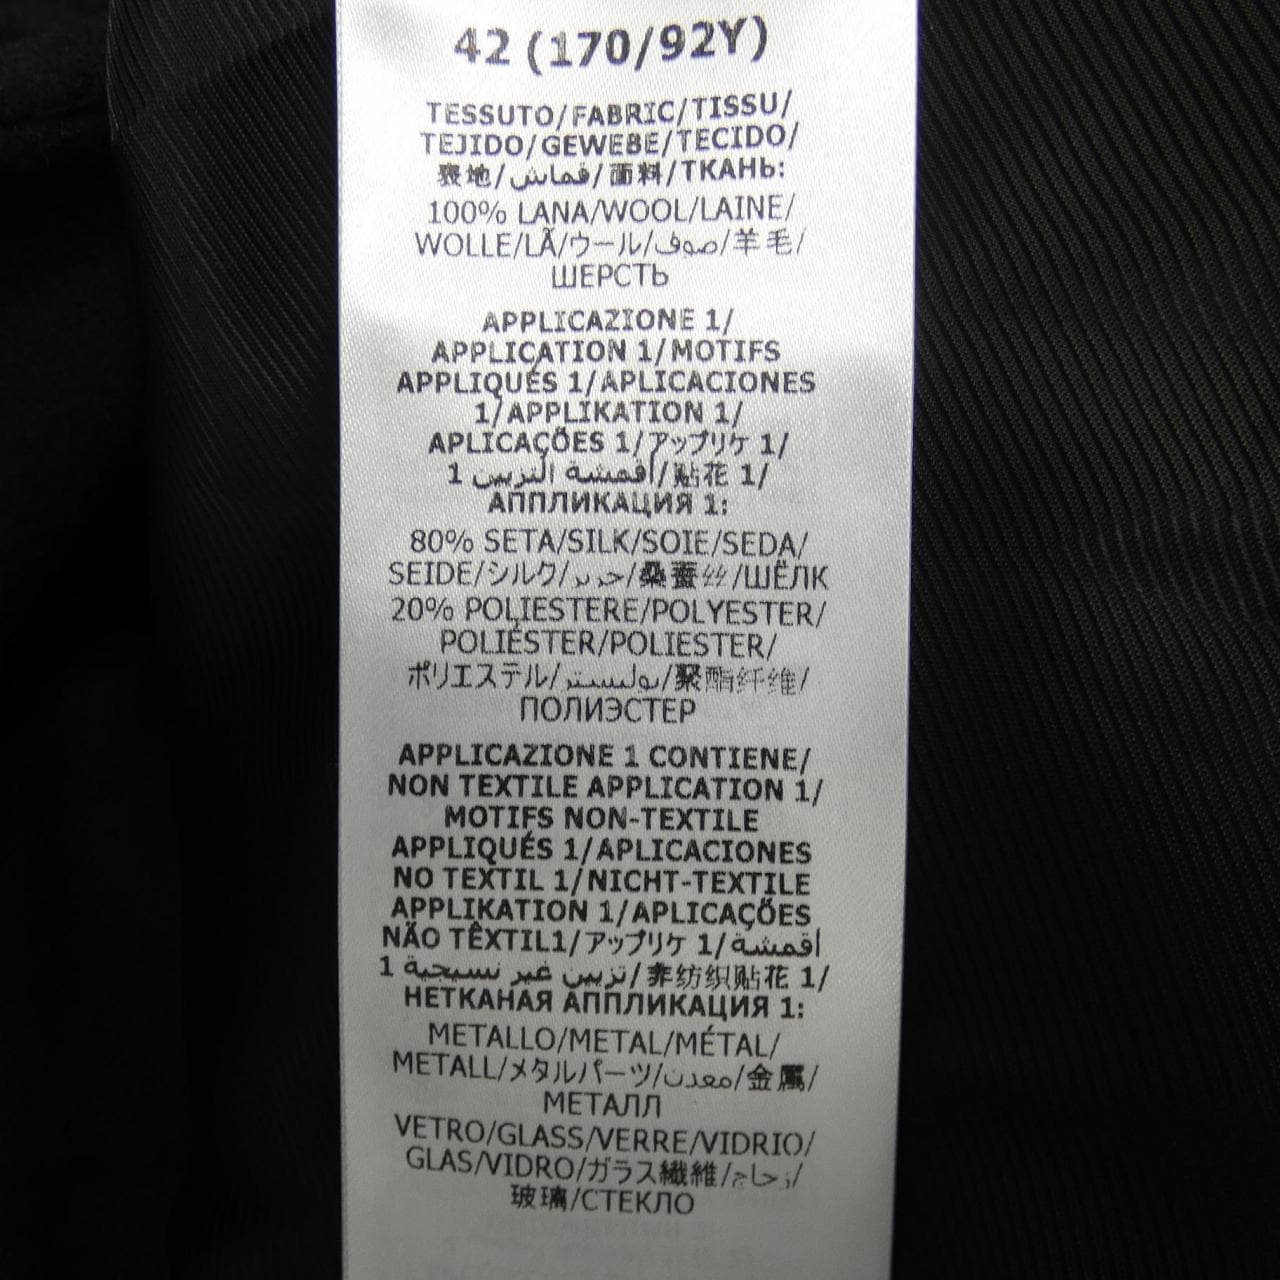 42 (170/92Y)
TESSUTO/FABRIC/TISSU/
TEJIDO/GEWEBE/TECIDO/
表地/قماش/面料/ТКАНЬ:
100% LANA/WOOL/LAINE/
WOLLE/LÃ/ウール/صوف/羊毛/
ШЕРСТЬ
APPLICAZIONE 1/
APPLICATION 1/MOTIFS
APPLIQUÉS 1/APLICACIONES
1/APPLIKATION 1/
APLICAÇÕES 1/アップリケ 1/
أقمشة التزيين 1/贴花 1/
АППЛИКАЦИЯ 1:
80% SETA/SILK/SOIE/SEDA/
SEIDE/シルク/حرير/桑蚕丝/ШЁЛК
20% POLIESTERE/POLYESTER/
POLIÉSTER/POLIESTER/
ポリエステル/بوليستر/聚酯纤维/
ПОЛИЭСТЕР
APPLICAZIONE 1 CONTIENE/
NON TEXTILE APPLICATION 1/
MOTIFS NON-TEXTILE
APPLIQUÉS 1/APLICACIONES
NO TEXTIL 1/NICHT-TEXTILE
APPLIKATION 1/APLICAÇÕES
NÃO TÊXTIL1/アップリケ 1/أقمشة
تزيين غير نسيجية 1/非纺织贴花 1/
НЕТКАНАЯ АППЛИКАЦИЯ 1:
METALLO/METAL/MÉTAL/
METALL/メタルパーツ/معدن/金属/
МЕТАЛЛ
VETRO/GLASS/VERRE/VIDRIO/
GLAS/VIDRO/ガラス繊維/زجاج/
玻璃/СТЕКЛО